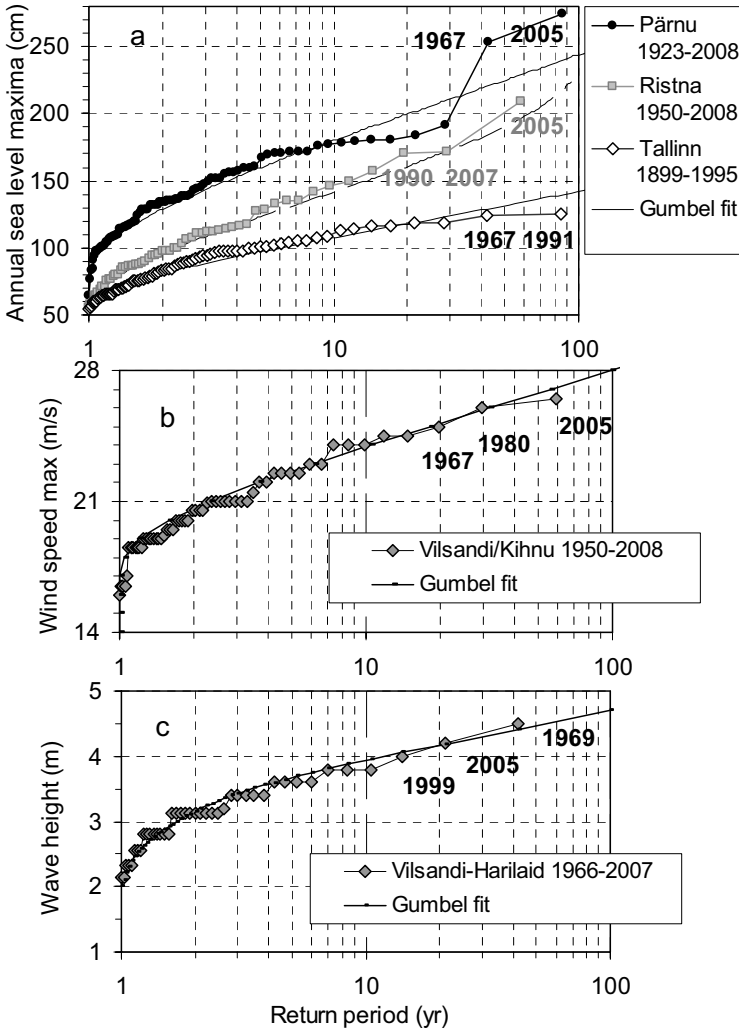 Annual sea level maxima (cm)
250
200
150
100
50
a
1967 2005
2005
1990 2007
1967 1991
1 10 100
Pärnu
1923-2008
Ristna
1950-2008
Tallinn
1899-1995
Gumbel fit
Wind speed max (m/s)
28
21
14
b
2005
1980
1967
Vilsandi/Kihnu 1950-2008
Gumbel fit
1 10 100
Wave height (m)
5
4
3
2
1
c
1969
2005
1999
Vilsandi-Harilaid 1966-2007
Gumbel fit
1 10 100
Return period (yr)